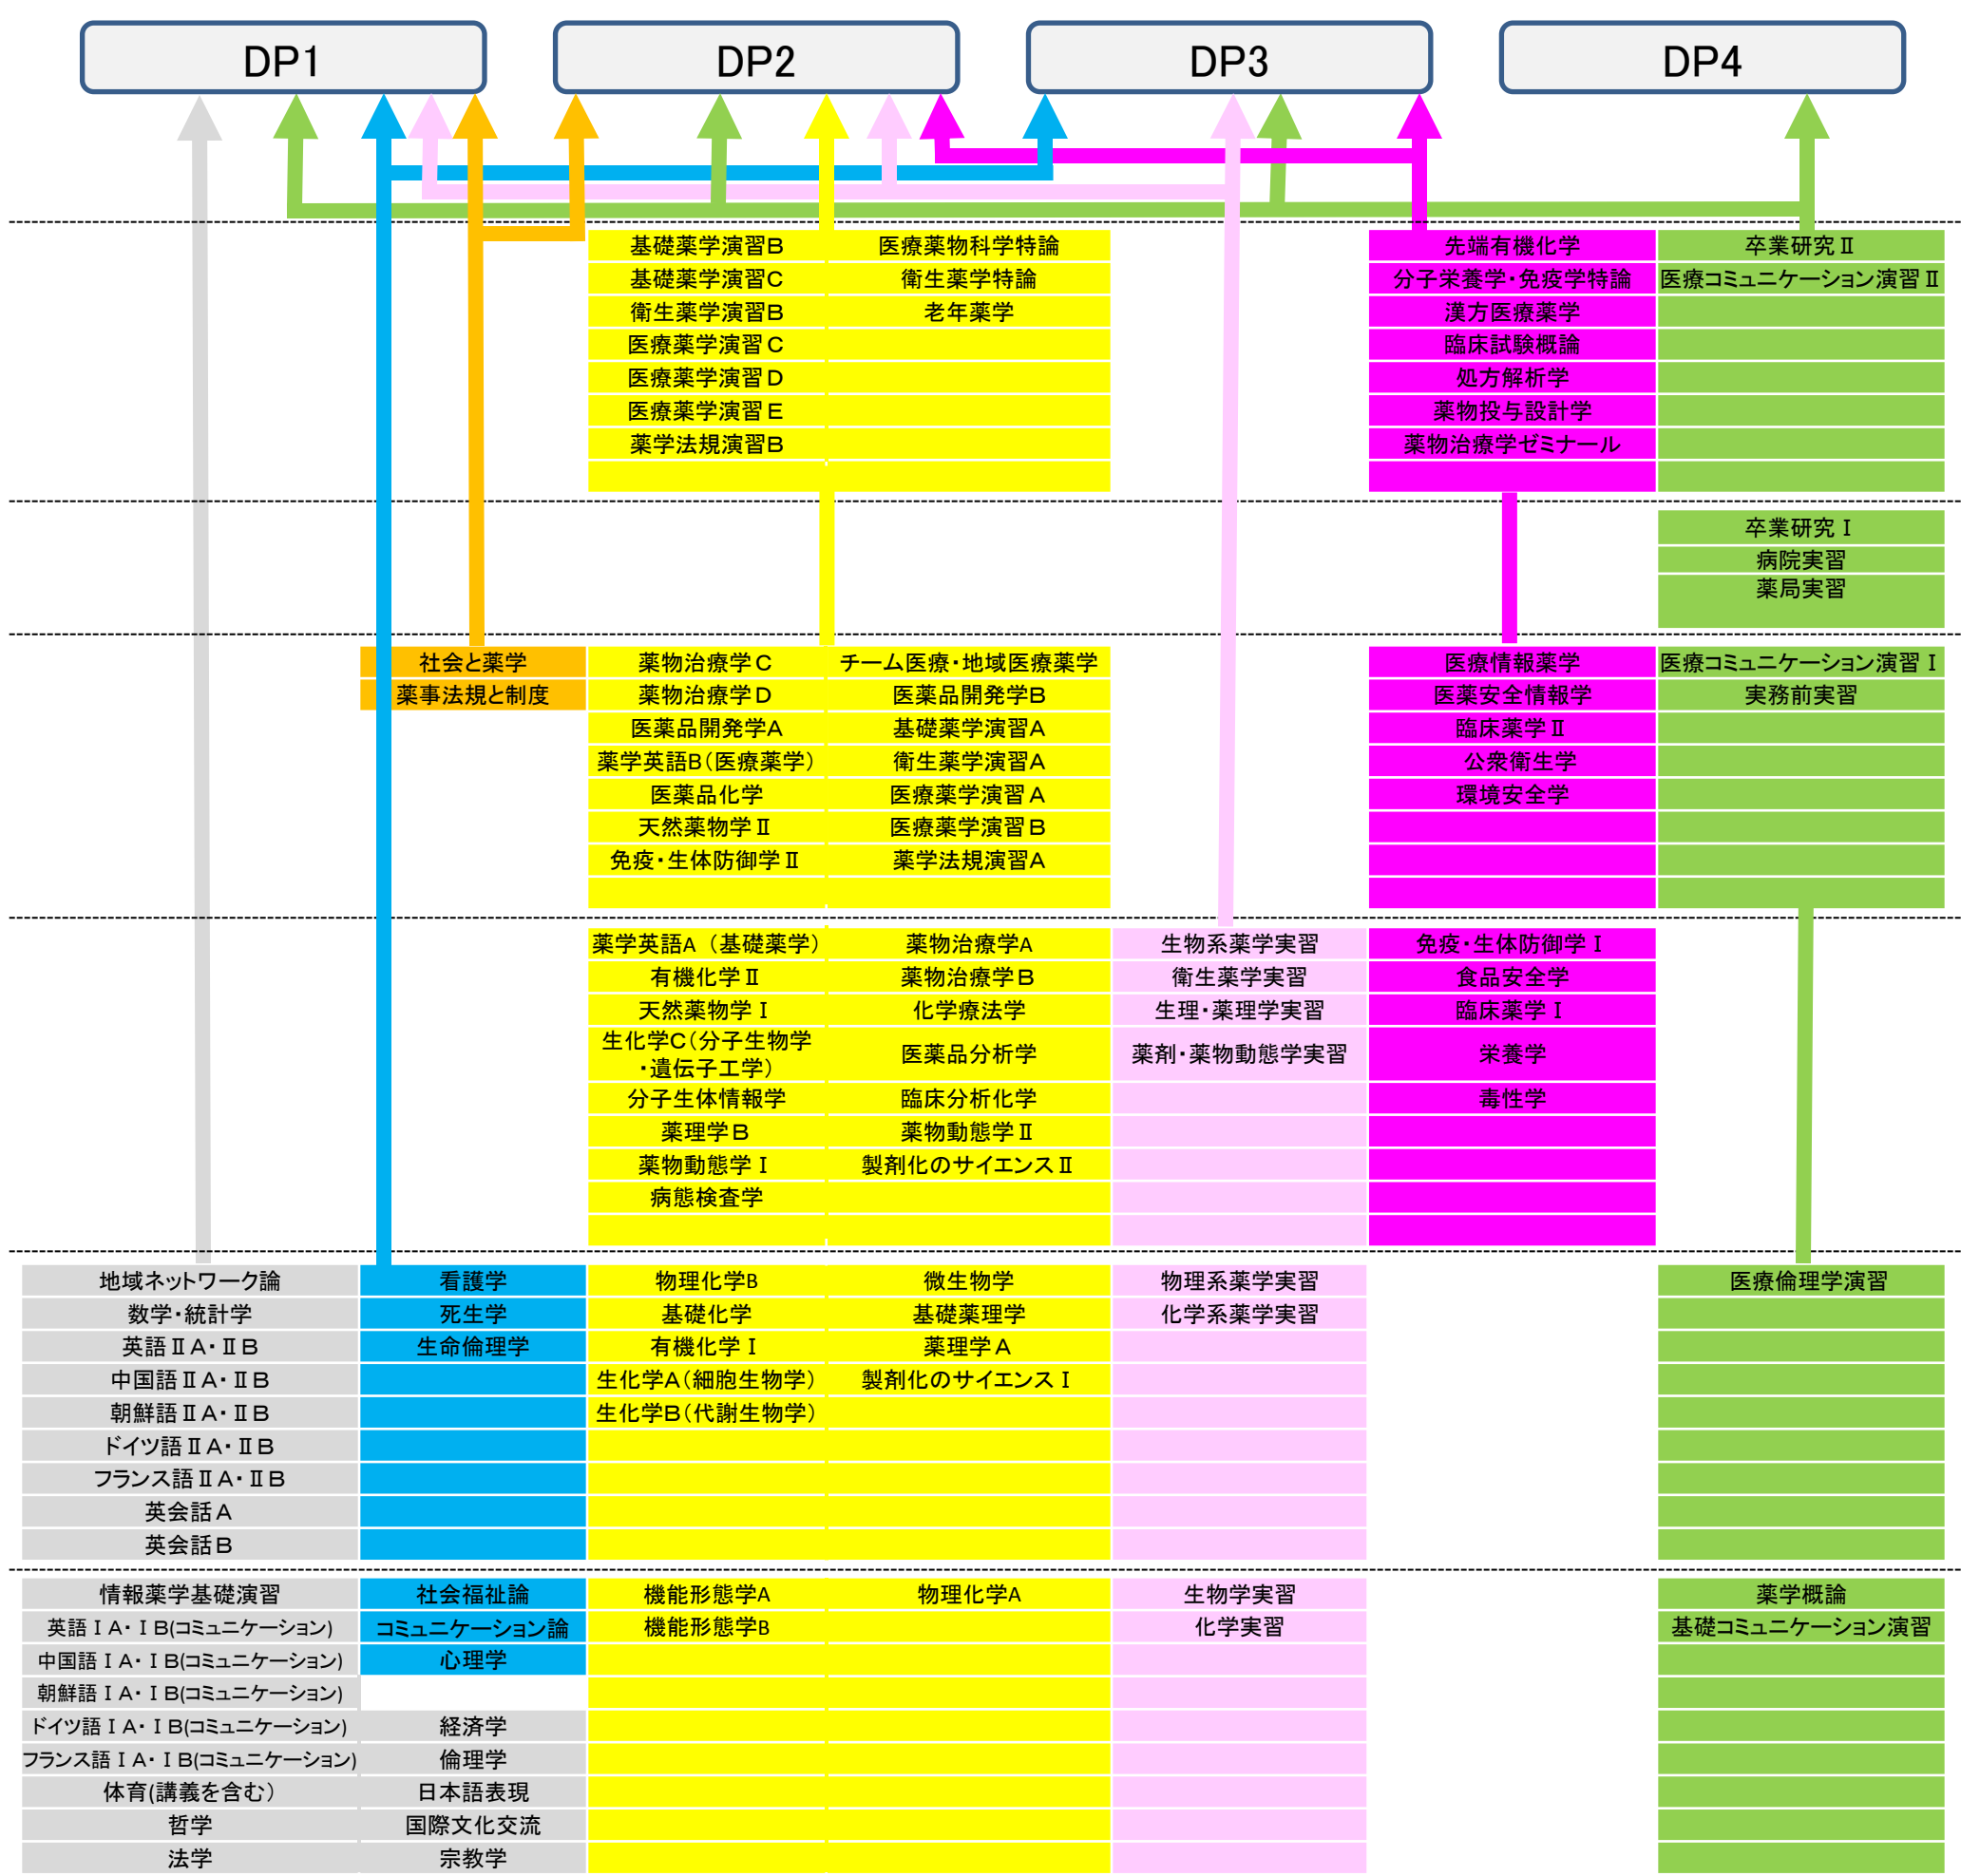 DP1
DP2
DP3
DP4
基礎薬学演習B
医療薬物科学特論
先端有機化学
卒業研究Ⅱ
基礎薬学演習C
衛生薬学特論
分子栄養学・免疫学特論
医療コミュニケーション演習Ⅱ
衛生薬学演習B
老年薬学
漢方医療薬学
医療薬学演習C
臨床試験概論
医療薬学演習D
処方解析学
医療薬学演習E
薬物投与設計学
薬学法規演習B
薬物治療学ゼミナール
卒業研究Ⅰ
病院実習
薬局実習
社会と薬学
薬物治療学C
チーム医療・地域医療薬学
医療情報薬学
医療コミュニケーション演習Ⅰ
薬事法規と制度
薬物治療学D
医薬品開発学B
医薬安全情報学
実務前実習
医薬品開発学A
基礎薬学演習A
臨床薬学Ⅱ
薬学英語B(医療薬学)
衛生薬学演習A
公衆衛生学
医薬品化学
医療薬学演習A
環境安全学
天然薬物学Ⅱ
医療薬学演習B
免疫・生体防御学Ⅱ
薬学法規演習A
薬学英語A (基礎薬学)
薬物治療学A
生物系薬学実習
免疫・生体防御学Ⅰ
有機化学Ⅱ
薬物治療学B
衛生薬学実習
食品安全学
天然薬物学Ⅰ
化学療法学
生理・薬理学実習
臨床薬学Ⅰ
生化学C(分子生物学
・遺伝子工学)
医薬品分析学
薬剤・薬物動態学実習
栄養学
分子生体情報学
臨床分析化学
毒性学
薬理学B
薬物動態学Ⅱ
薬物動態学Ⅰ
製剤化のサイエンスⅡ
病態検査学
地域ネットワーク論
看護学
物理化学B
微生物学
物理系薬学実習
医療倫理学演習
数学・統計学
死生学
基礎化学
基礎薬理学
化学系薬学実習
英語ⅡA・ⅡB
生命倫理学
有機化学Ⅰ
薬理学A
中国語ⅡA・ⅡB
生化学A(細胞生物学)
製剤化のサイエンスⅠ
朝鮮語ⅡA・ⅡB
生化学B(代謝生物学)
ドイツ語ⅡA・ⅡB
フランス語ⅡA・ⅡB
英会話A
英会話B
情報薬学基礎演習
社会福祉論
機能形態学A
物理化学A
生物学実習
薬学概論
英語ⅠA・ⅠB(コミュニケーション)
コミュニケーション論
機能形態学B
化学実習
基礎コミュニケーション演習
中国語ⅠA・ⅠB(コミュニケーション)
心理学
朝鮮語ⅠA・ⅠB(コミュニケーション)
ドイツ語ⅠA・ⅠB(コミュニケーション)
経済学
フランス語ⅠA・ⅠB(コミュニケーション)
倫理学
体育(講義を含む)
日本語表現
哲学
国際文化交流
法学
宗教学